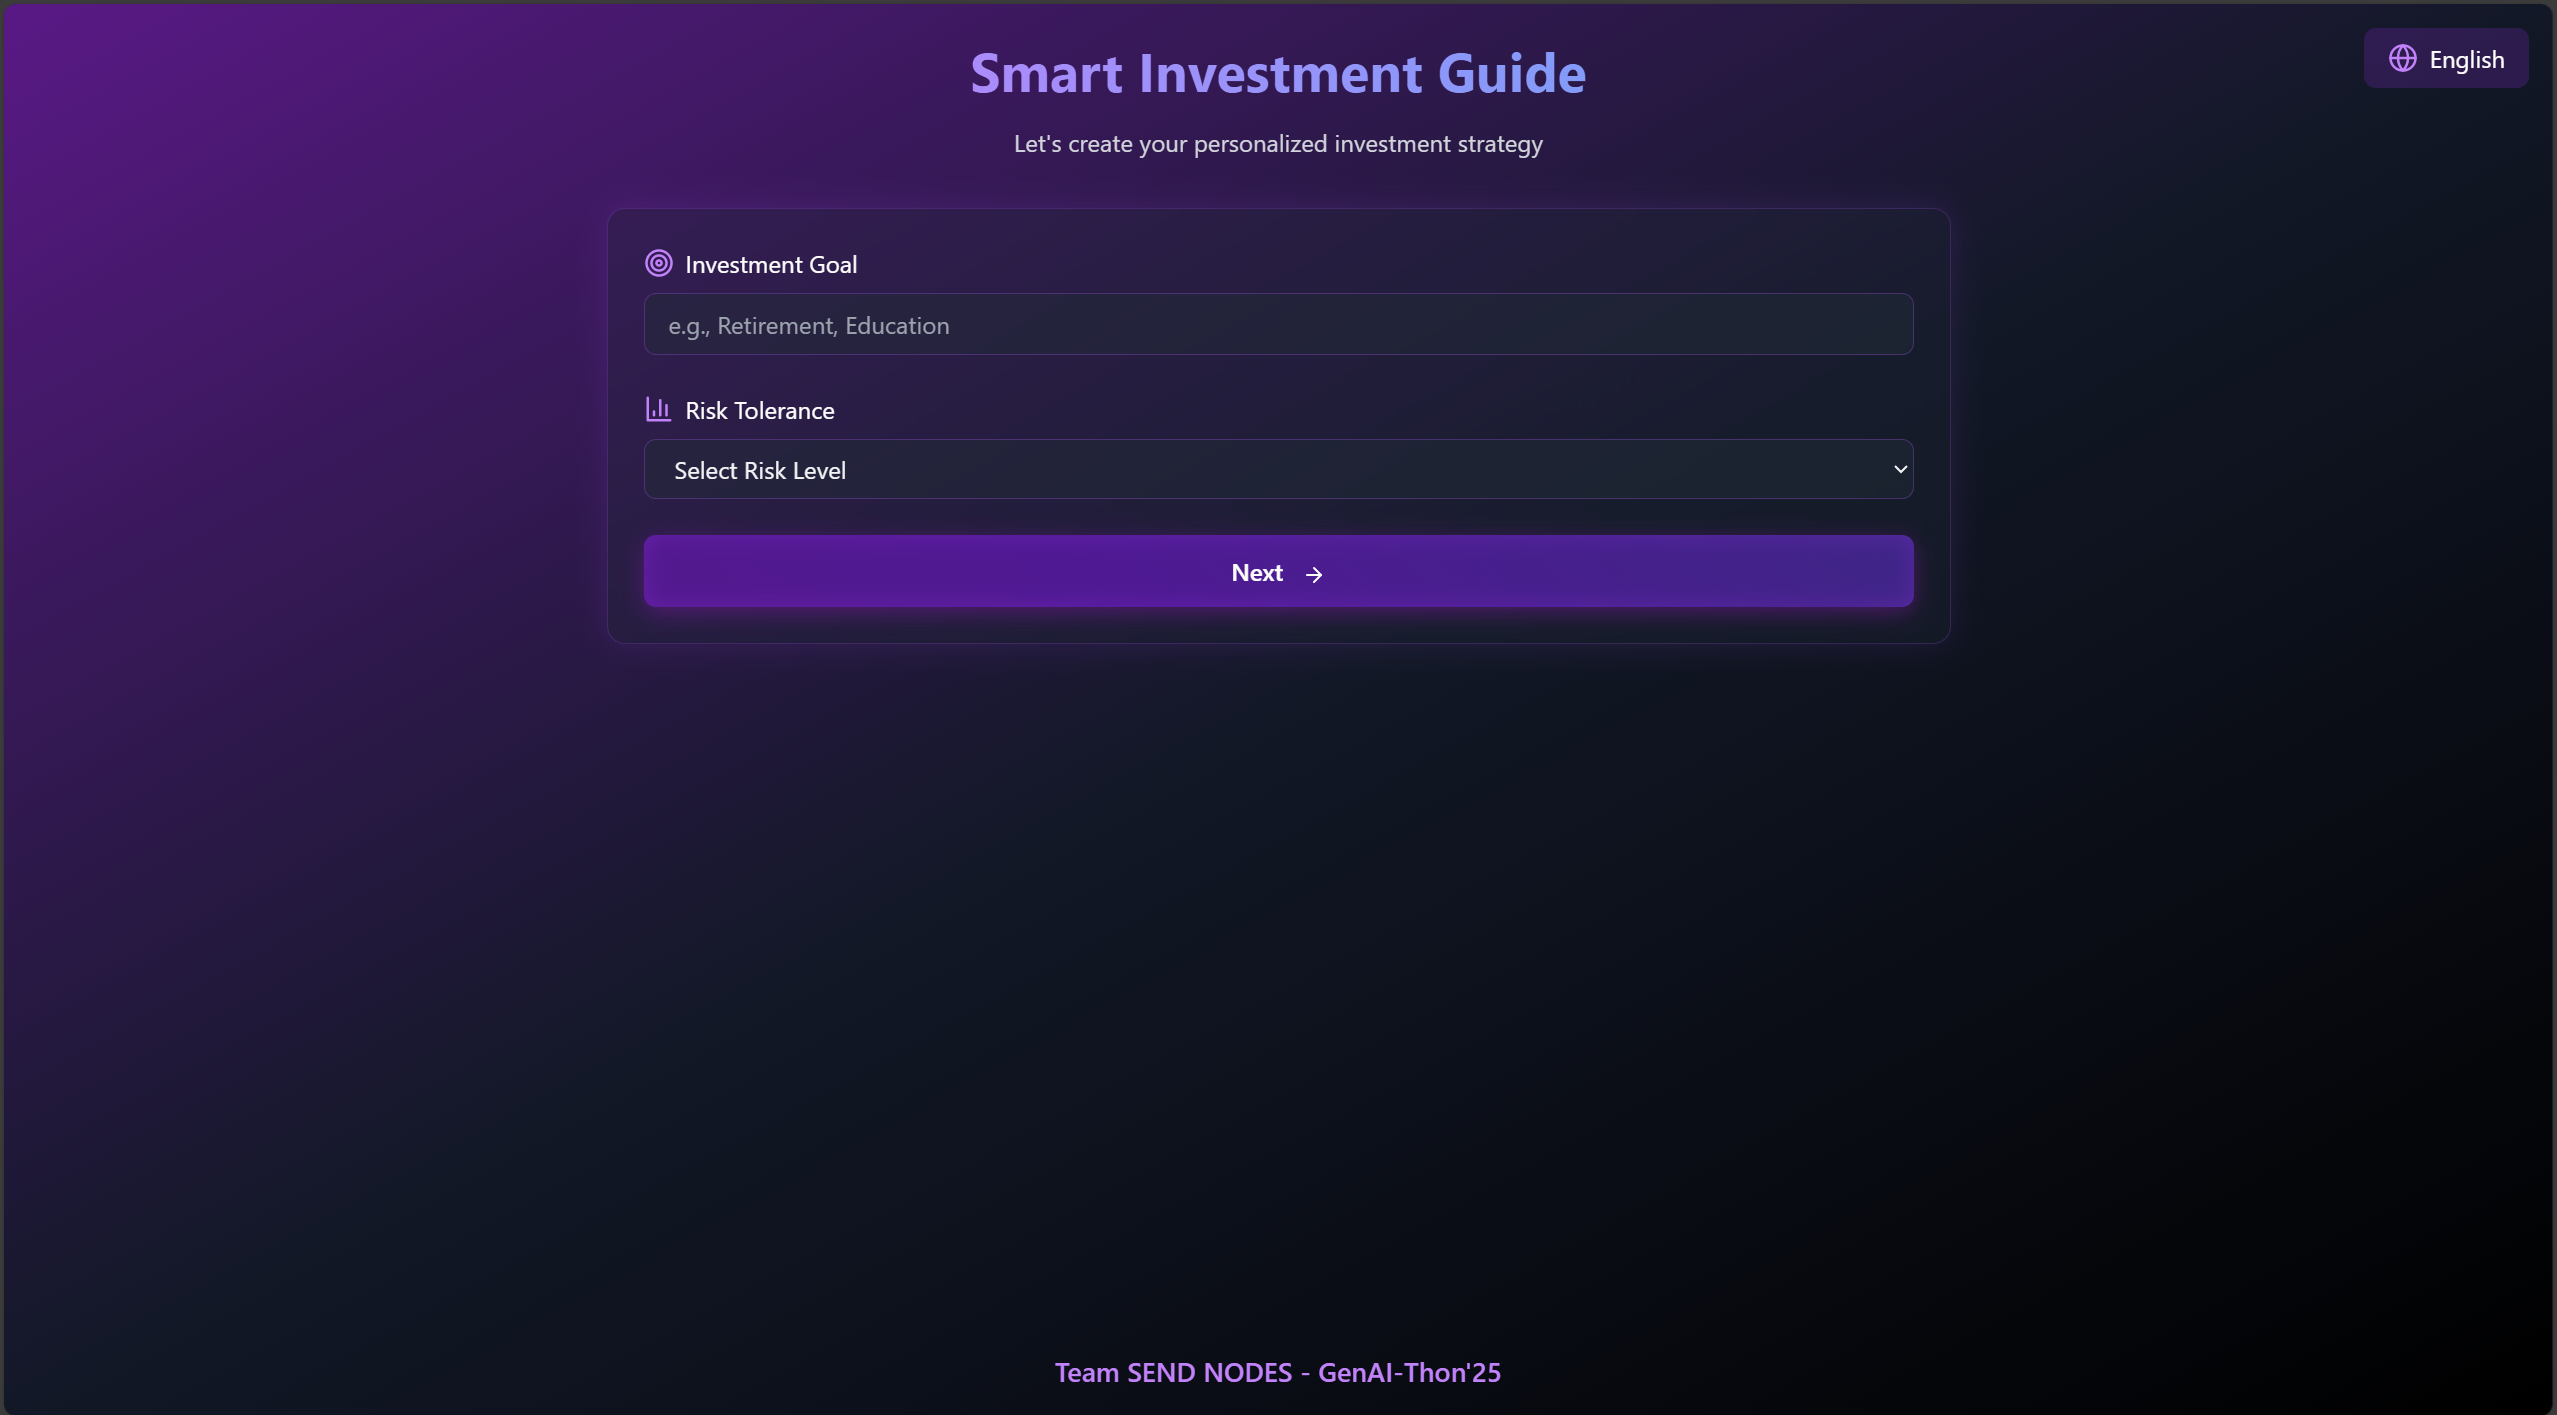 Smart Investment Guide
English
Let's create your personalized investment strategy
Investment Goal
e.g., Retirement, Education
Risk Tolerance
Select Risk Level
Next
Team SEND NODES - GenAI-Thon'25